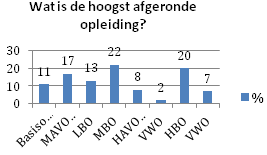 Wat is de hoogst afgeronde
opleiding?
30
20
10
0
11
17
13
22
8
2
20
7
Basiso...
MAVO...
LBO
MBO
HAVO...
VWO
HBO
VWO
%